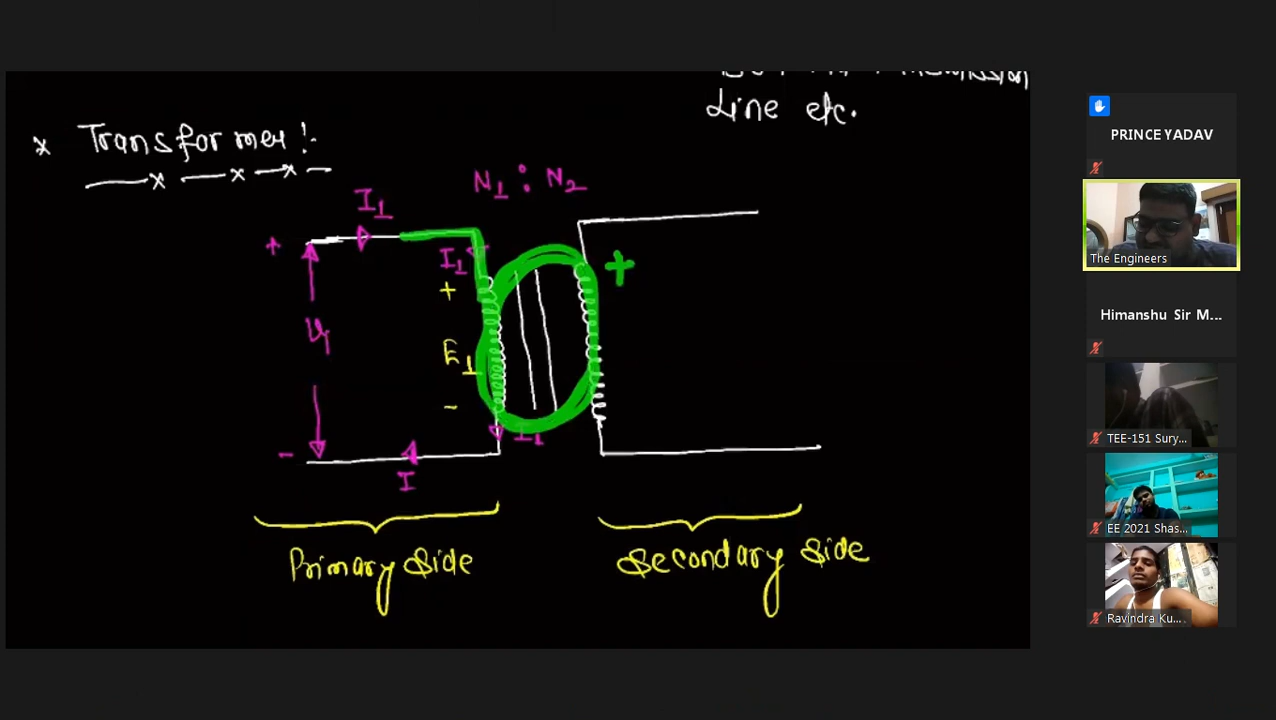 Line etc.
* Transformer :-
N1 : N2
I1
+
I1
+
+
V1
E1
-
I1
-
I
Primary Side
Secondary Side
PRINCE YADAV
The Engineers
Himanshu Sir M...
TEE-151 Sury...
EE 2021 Shas...
Ravindra Ku...